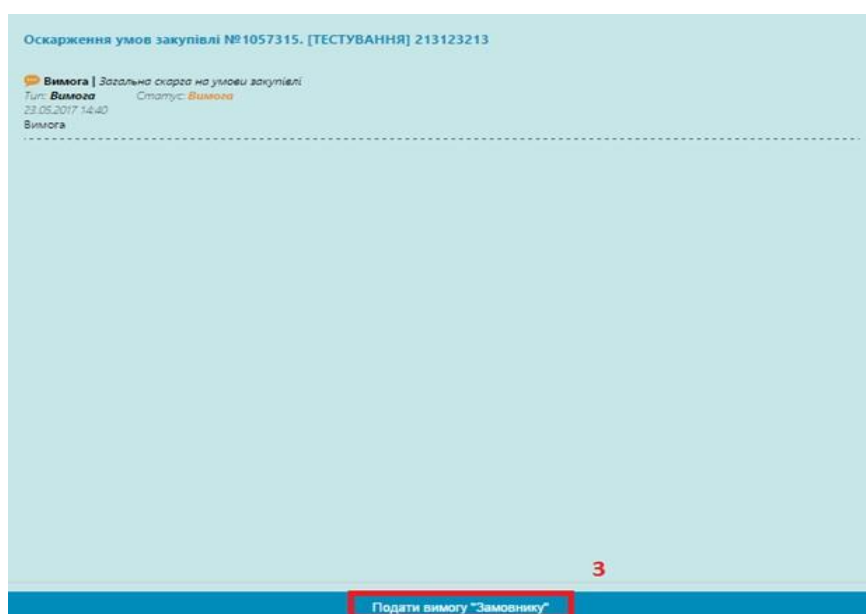 Оскарження умов закупівлі №1057315. [ТЕСТУВАННЯ] 213123213
Вимога | Загальна скарга на умови закупівлі
Тип: Вимога Статус: Вимога
23.05.2017 14:40
Вимога
3
Подати вимогу "Замовнику"